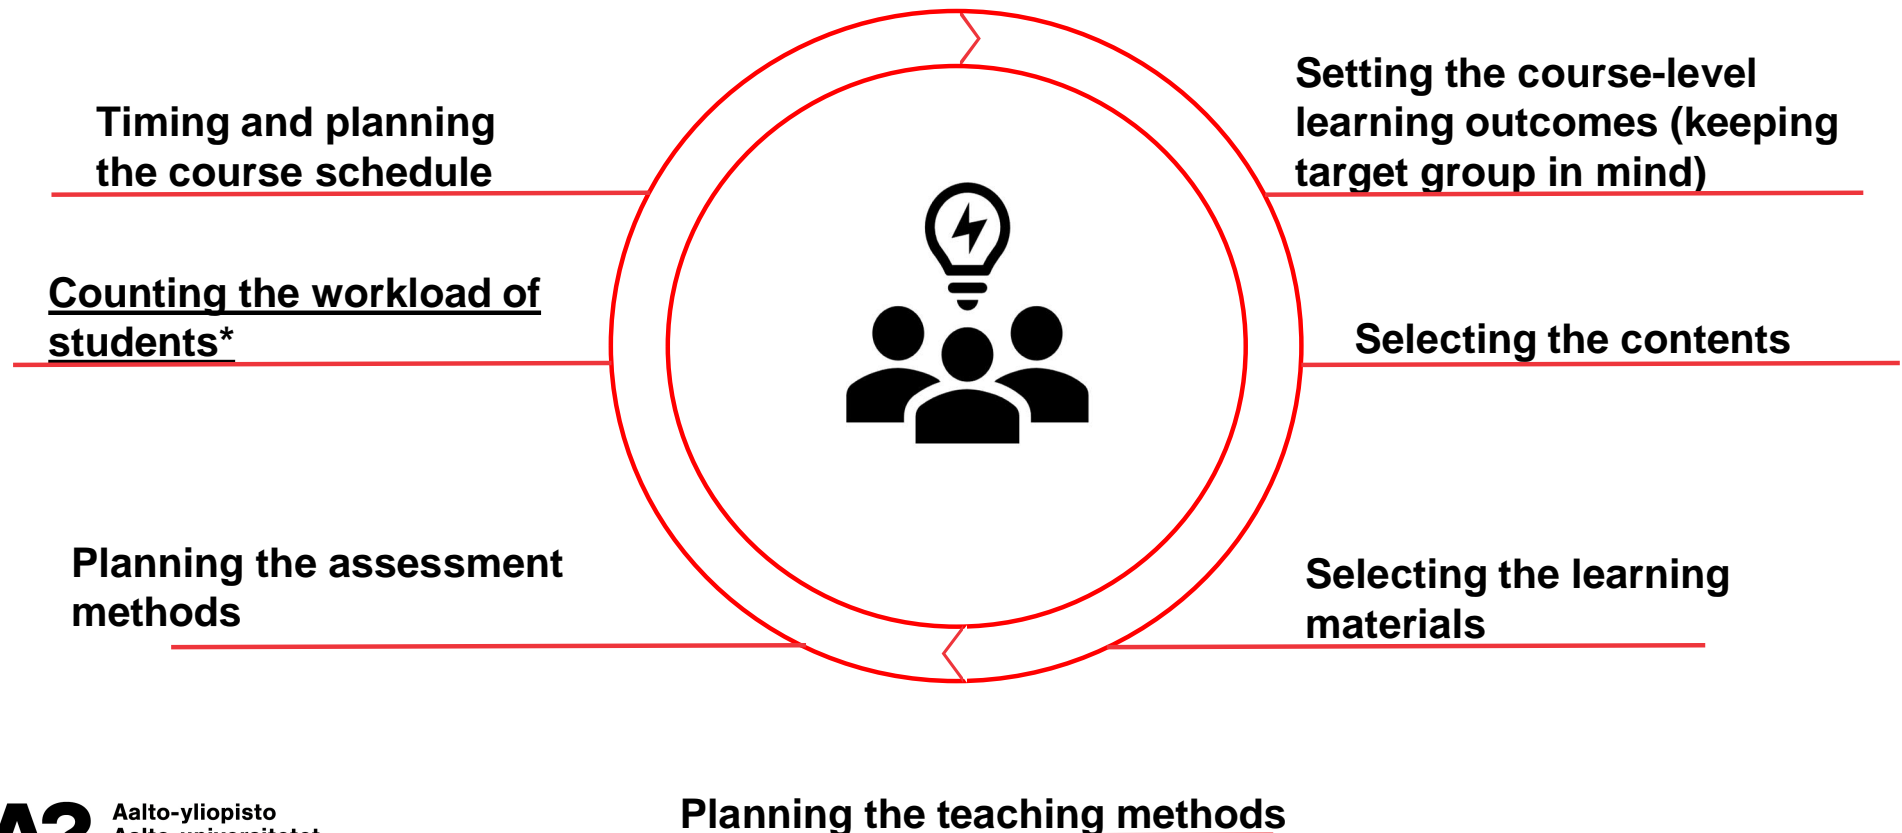 Setting the course-level
learning outcomes (keeping
target group in mind)
Selecting the contents
Selecting the learning
materials
Planning the teaching methods
Planning the assessment
methods
Counting the workload of
students*
Timing and planning
the course schedule
Aalto-yliopisto
Aalto-universitetet